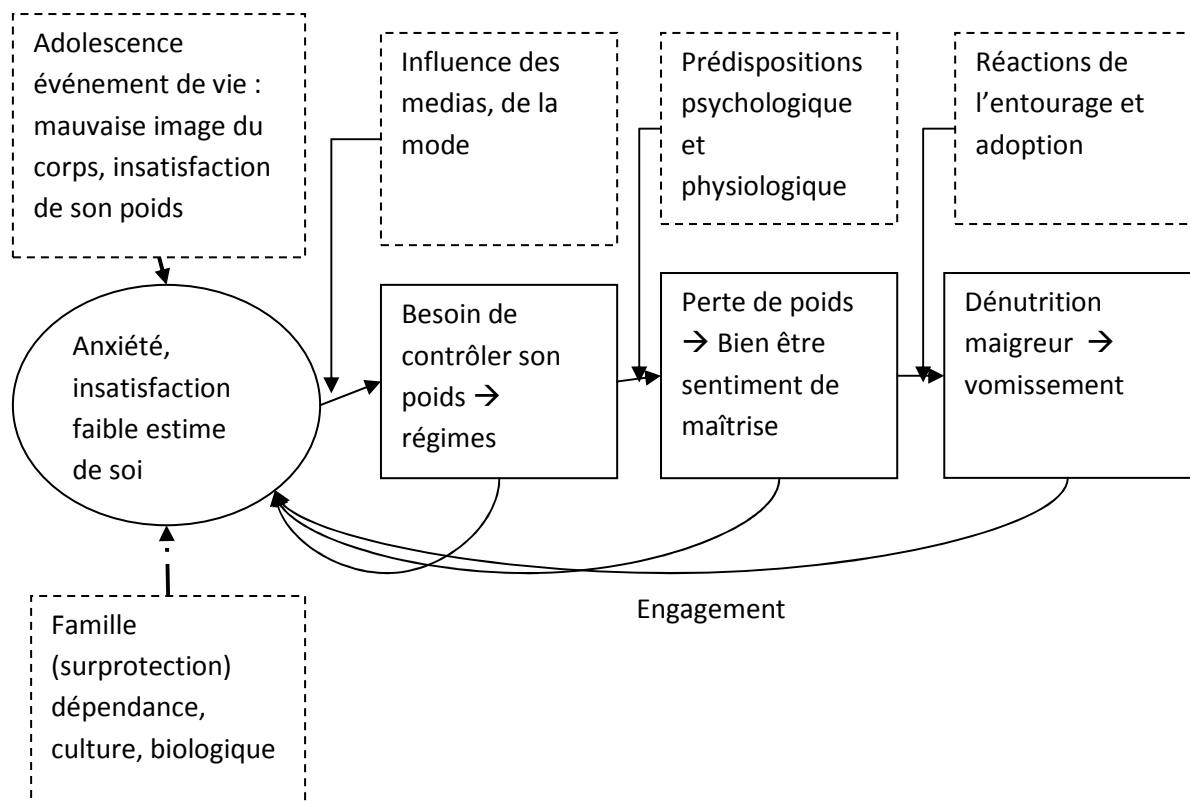 Adolescence
événement de vie :
mauvaise image du
corps, insatisfaction
de son poids
Influence des
medias, de la
mode
Prédispositions
psychologique
et
physiologique
Réactions de
l’entourage et
adoption
Anxiété,
insatisfaction
faible estime
de soi
Besoin de
contrôler son
poids →
régimes
Perte de poids
→ Bien être
sentiment de
maîtrise
Dénutrition
maigreur →
vomissement
Engagement
Famille
(surprotection)
dépendance,
culture, biologique